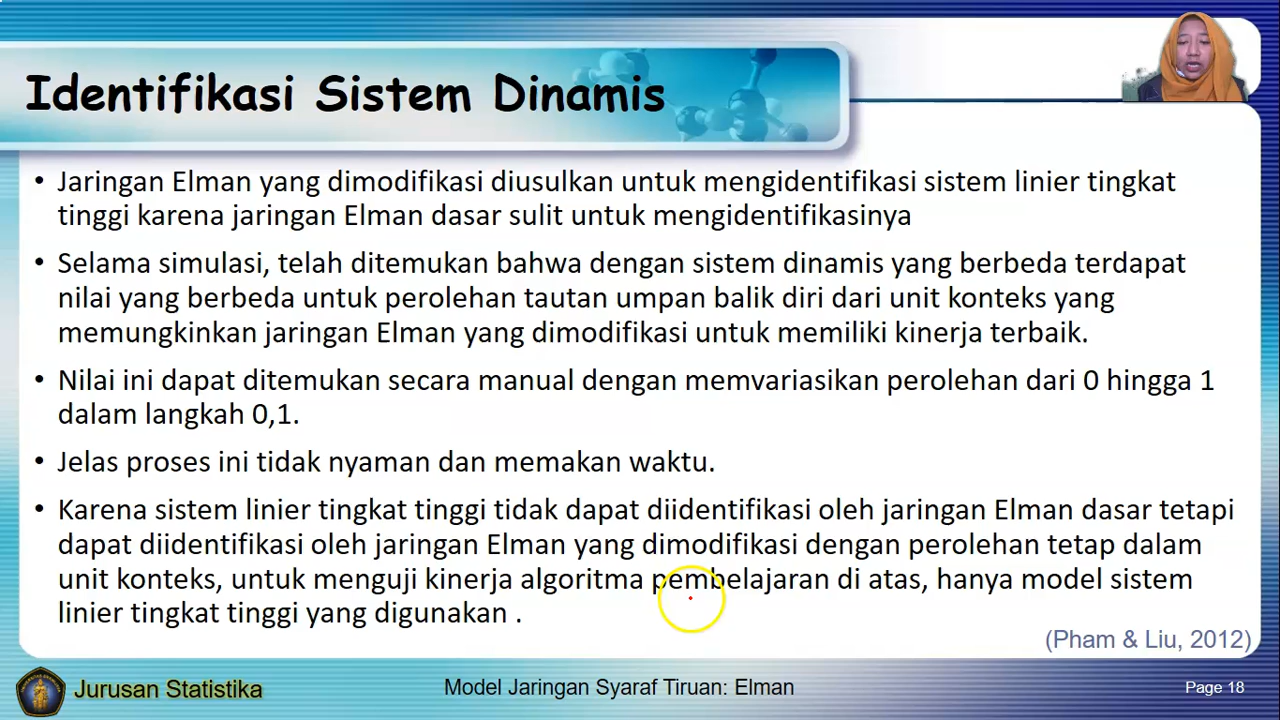 Identifikasi Sistem Dinamis
• Jaringan Elman yang dimodifikasi diusulkan untuk mengidentifikasi sistem linier tingkat
tinggi karena jaringan Elman dasar sulit untuk mengidentifikasinya
• Selama simulasi, telah ditemukan bahwa dengan sistem dinamis yang berbeda terdapat
nilai yang berbeda untuk perolehan tautan umpan balik diri dari unit konteks yang
memungkinkan jaringan Elman yang dimodifikasi untuk memiliki kinerja terbaik.
• Nilai ini dapat ditemukan secara manual dengan memvariasikan perolehan dari 0 hingga 1
dalam langkah 0,1.
• Jelas proses ini tidak nyaman dan memakan waktu.
• Karena sistem linier tingkat tinggi tidak dapat diidentifikasi oleh jaringan Elman dasar tetapi
dapat diidentifikasi oleh jaringan Elman yang dimodifikasi dengan perolehan tetap dalam
unit konteks, untuk menguji kinerja algoritma pembelajaran di atas, hanya model sistem
linier tingkat tinggi yang digunakan .
(Pham & Liu, 2012)
Jurusan Statistika
Model Jaringan Syaraf Tiruan: Elman
Page 18